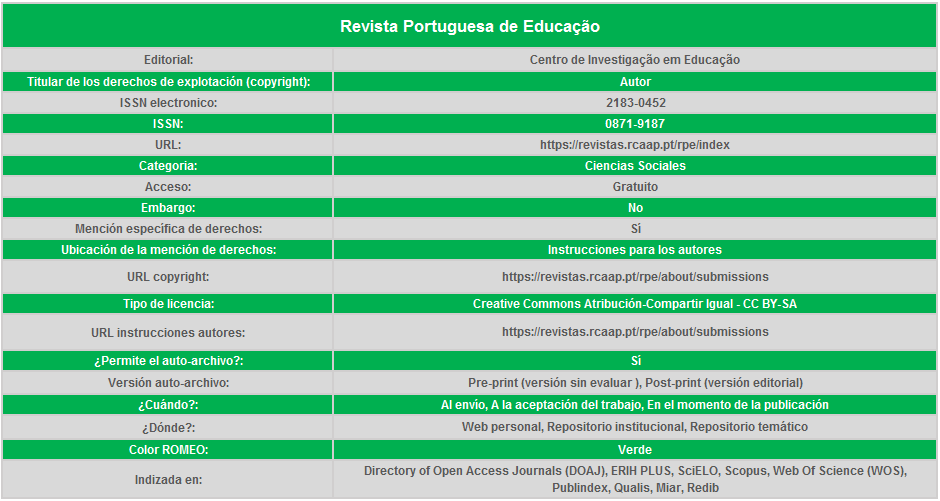 Revista Portuguesa de Educação
Editorial: Centro de Investigação em Educação
Titular de los derechos de explotación (copyright): Autor
ISSN electronico: 2183-0452
ISSN: 0871-9187
URL: https://revistas.rcaap.pt/rpe/index
Categoria: Ciencias Sociales
Acceso: Gratuito
Embargo: No
Mención específica de derechos: Sí
Ubicación de la mención de derechos: Instrucciones para los autores
URL copyright: https://revistas.rcaap.pt/rpe/about/submissions
Tipo de licencia: Creative Commons Atribución-Compartir Igual - CC BY-SA
URL instrucciones autores: https://revistas.rcaap.pt/rpe/about/submissions
¿Permite el auto-archivo?: Sí
Versión auto-archivo: Pre-print (versión sin evaluar ), Post-print (versión editorial)
¿Cuándo?: Al envío, A la aceptación del trabajo, En el momento de la publicación
¿Dónde?: Web personal, Repositorio institucional, Repositorio temático
Color ROMEO: Verde
Indizada en: Directory of Open Access Journals (DOAJ), ERIH PLUS, SciELO, Scopus, Web Of Science (WOS),
Publindex, Qualis, Miar, Redib